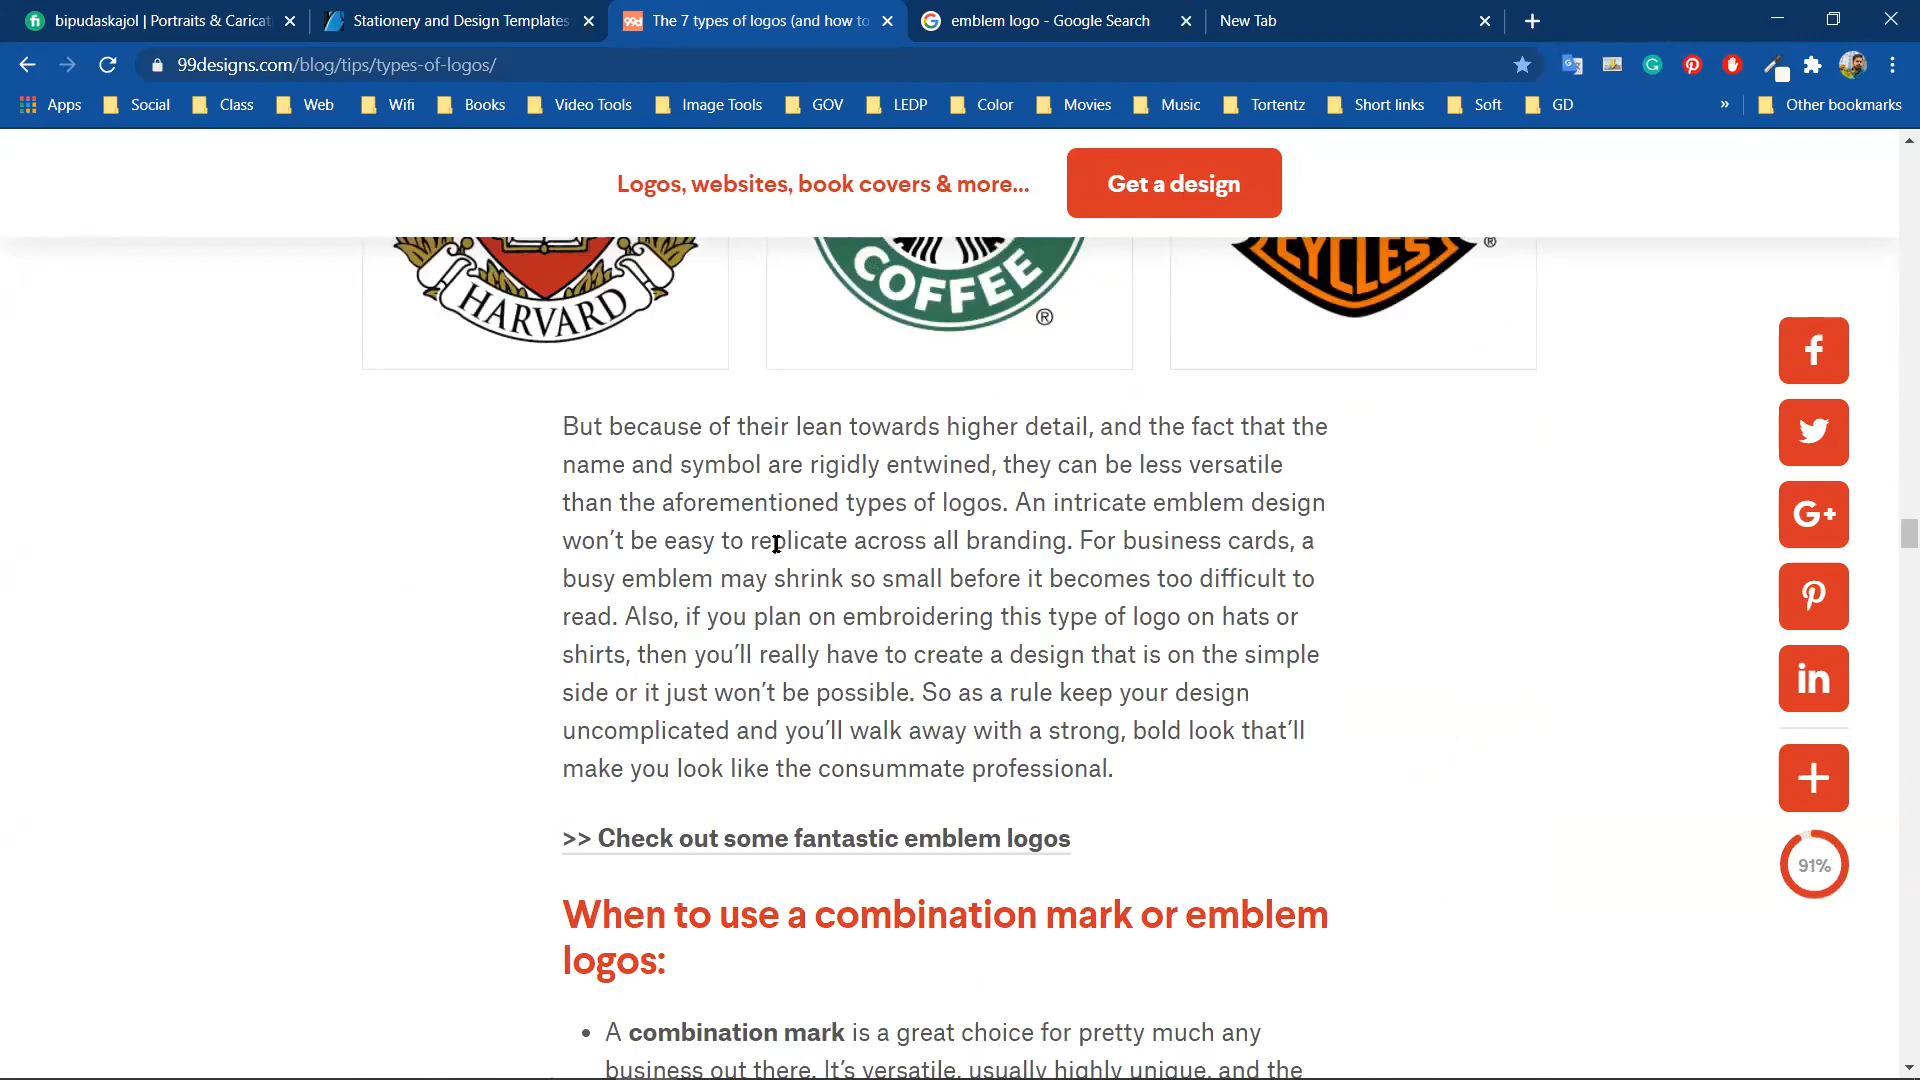 bipudaskajol | Portraits & Caricat
Stationery and Design Templates
The 7 types of logos (and how to
emblem logo - Google Search
New Tab
99designs.com/blog/tips/types-of-logos/
Apps
Social
Class
Web
Wifi
Books
Video Tools
Image Tools
GOV
LEDP
Color
Movies
Music
Tortentz
Short links
Soft
GD
»
Other bookmarks
Logos, websites, book covers & more...
Get a design
HARVARD
COFFEE
®
CYCLES
®
But because of their lean towards higher detail, and the fact that the
name and symbol are rigidly entwined, they can be less versatile
than the aforementioned types of logos. An intricate emblem design
won’t be easy to replicate across all branding. For business cards, a
busy emblem may shrink so small before it becomes too difficult to
read. Also, if you plan on embroidering this type of logo on hats or
shirts, then you’ll really have to create a design that is on the simple
side or it just won’t be possible. So as a rule keep your design
uncomplicated and you’ll walk away with a strong, bold look that’ll
make you look like the consummate professional.
>> Check out some fantastic emblem logos
When to use a combination mark or emblem
logos:
• A combination mark is a great choice for pretty much any
business out there. It’s versatile, usually highly unique, and the
91%